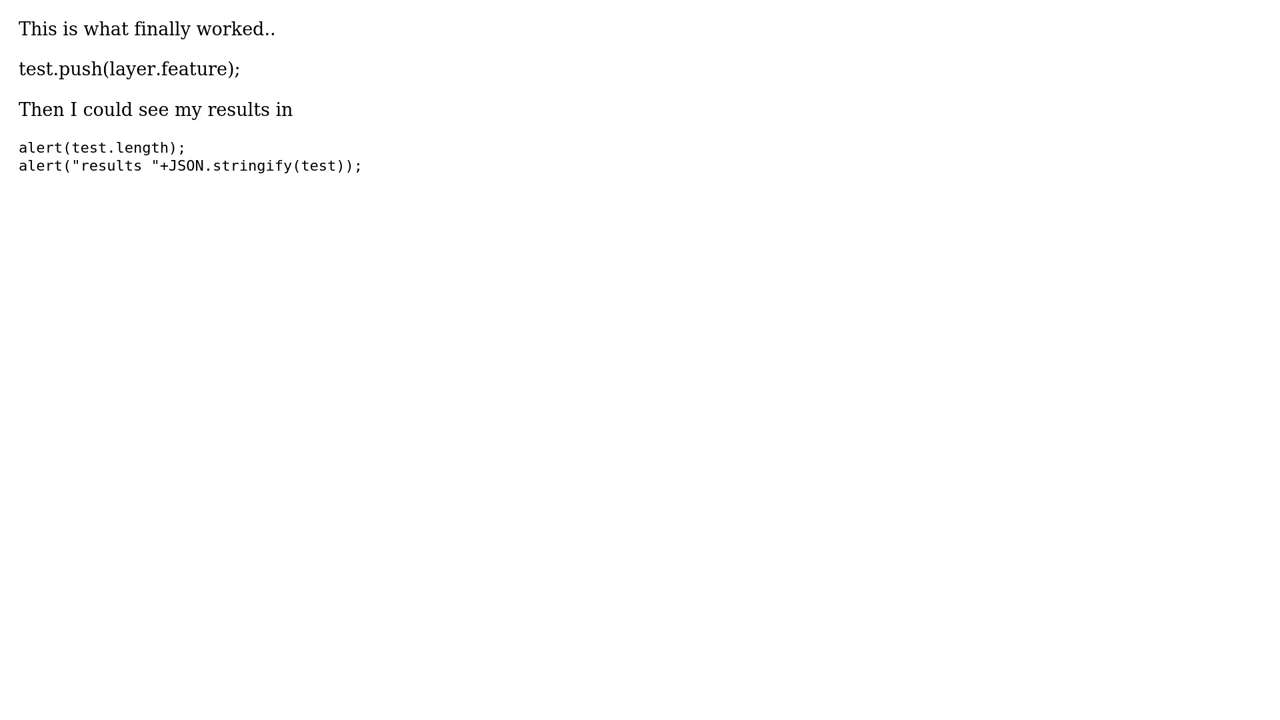 This is what finally worked..
test.push(layer.feature);
Then I could see my results in
alert(test.length);
alert("results "+JSON.stringify(test));